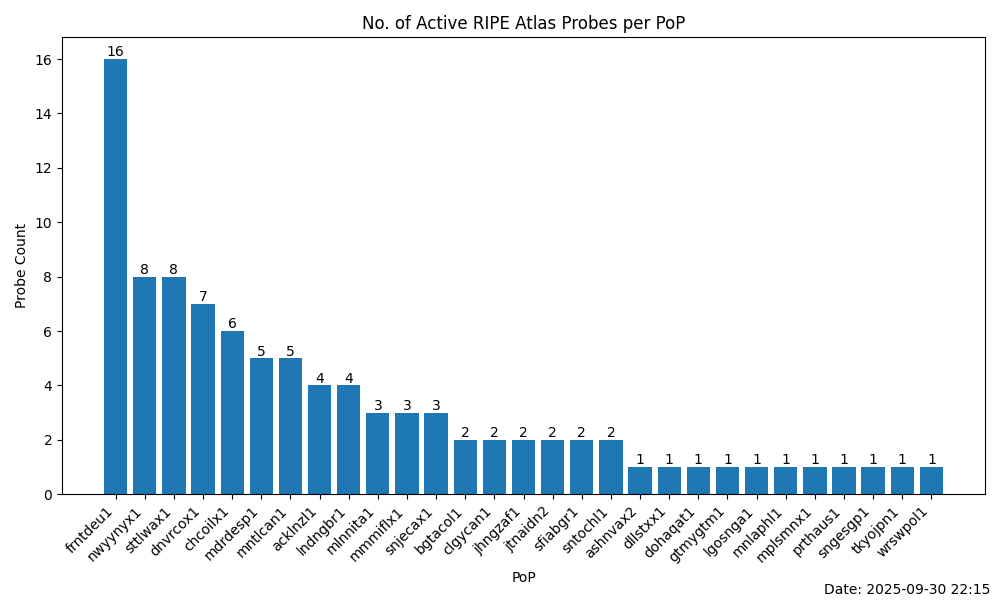 No. of Active RIPE Atlas Probes per PoP
Probe Count
16
14
12
10
8
6
4
2
0
16
8
8
7
6
5
5
4
4
3
3
3
2
2
2
2
2
2
1
1
1
1
1
1
1
1
1
1
1
frntdeu1
nwyynyx1
sttlwax1
dnvrcox1
chcoilx1
mdrdesp1
mntlcan1
acklnzl1
lndngbr1
mlnnita1
mmmiflx1
snjecax1
bgtacol1
clgycan1
jhngzaf1
jtnaidn2
sfiabgr1
sntochl1
ashnvax2
dllstxx1
dohaqat1
gtmygtm1
lgosnga1
mnlaphl1
mplsmnx1
prthaus1
sngesgp1
tkyojpn1
wrswpol1
PoP
Date: 2025-09-30 22:15